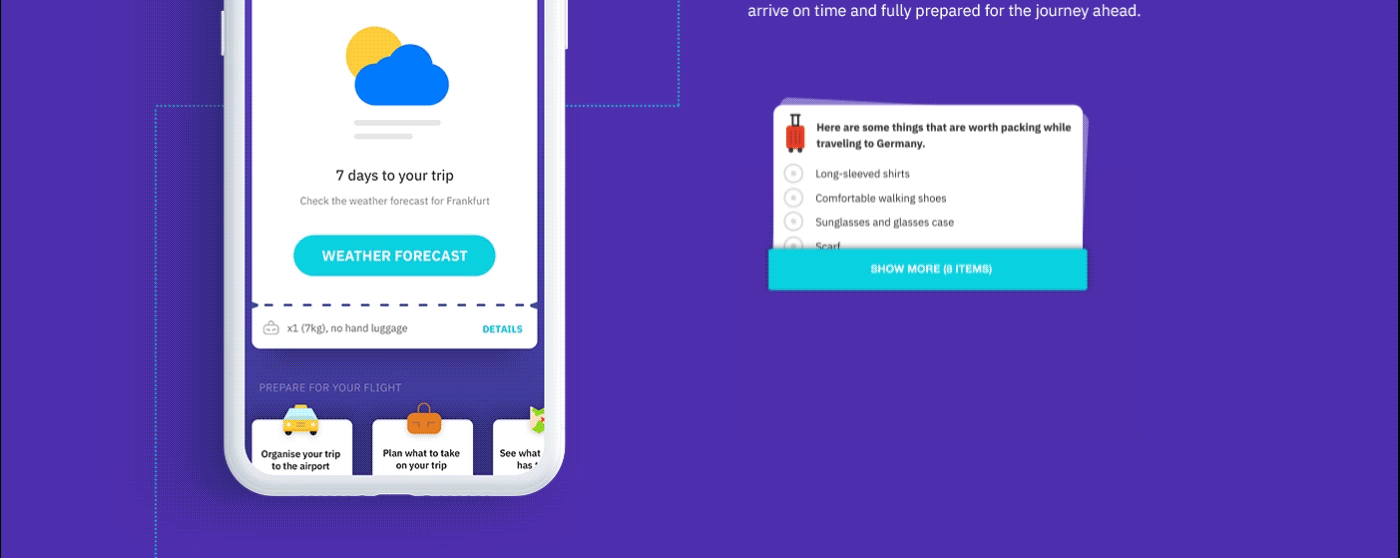 arrive on time and fully prepared for the journey ahead.
7 days to your trip
Check the weather forecast for Frankfurt
WEATHER FORECAST
x1 (7kg), no hand luggage
DETAILS
PREPARE FOR YOUR FLIGHT
Organise your trip
to the airport
Plan what to take
on your trip
See what
has
Here are some things that are worth packing while
traveling to Germany.
Long-sleeved shirts
Comfortable walking shoes
Sunglasses and glasses case
Scarf
SHOW MORE (8 ITEMS)